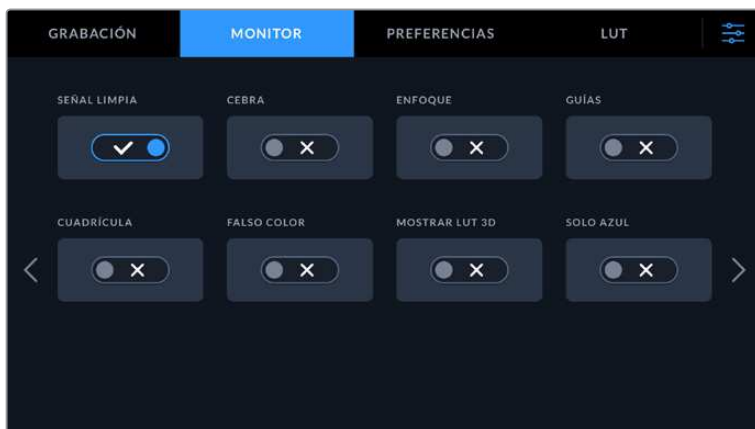 GRABACIÓN MONITOR PREFERENCIAS LUT
SEÑAL LIMPIA CEBRA ENFOQUE GUÍAS
CUADRÍCULA FALSO COLOR MOSTRAR LUT 3D SOLO AZUL